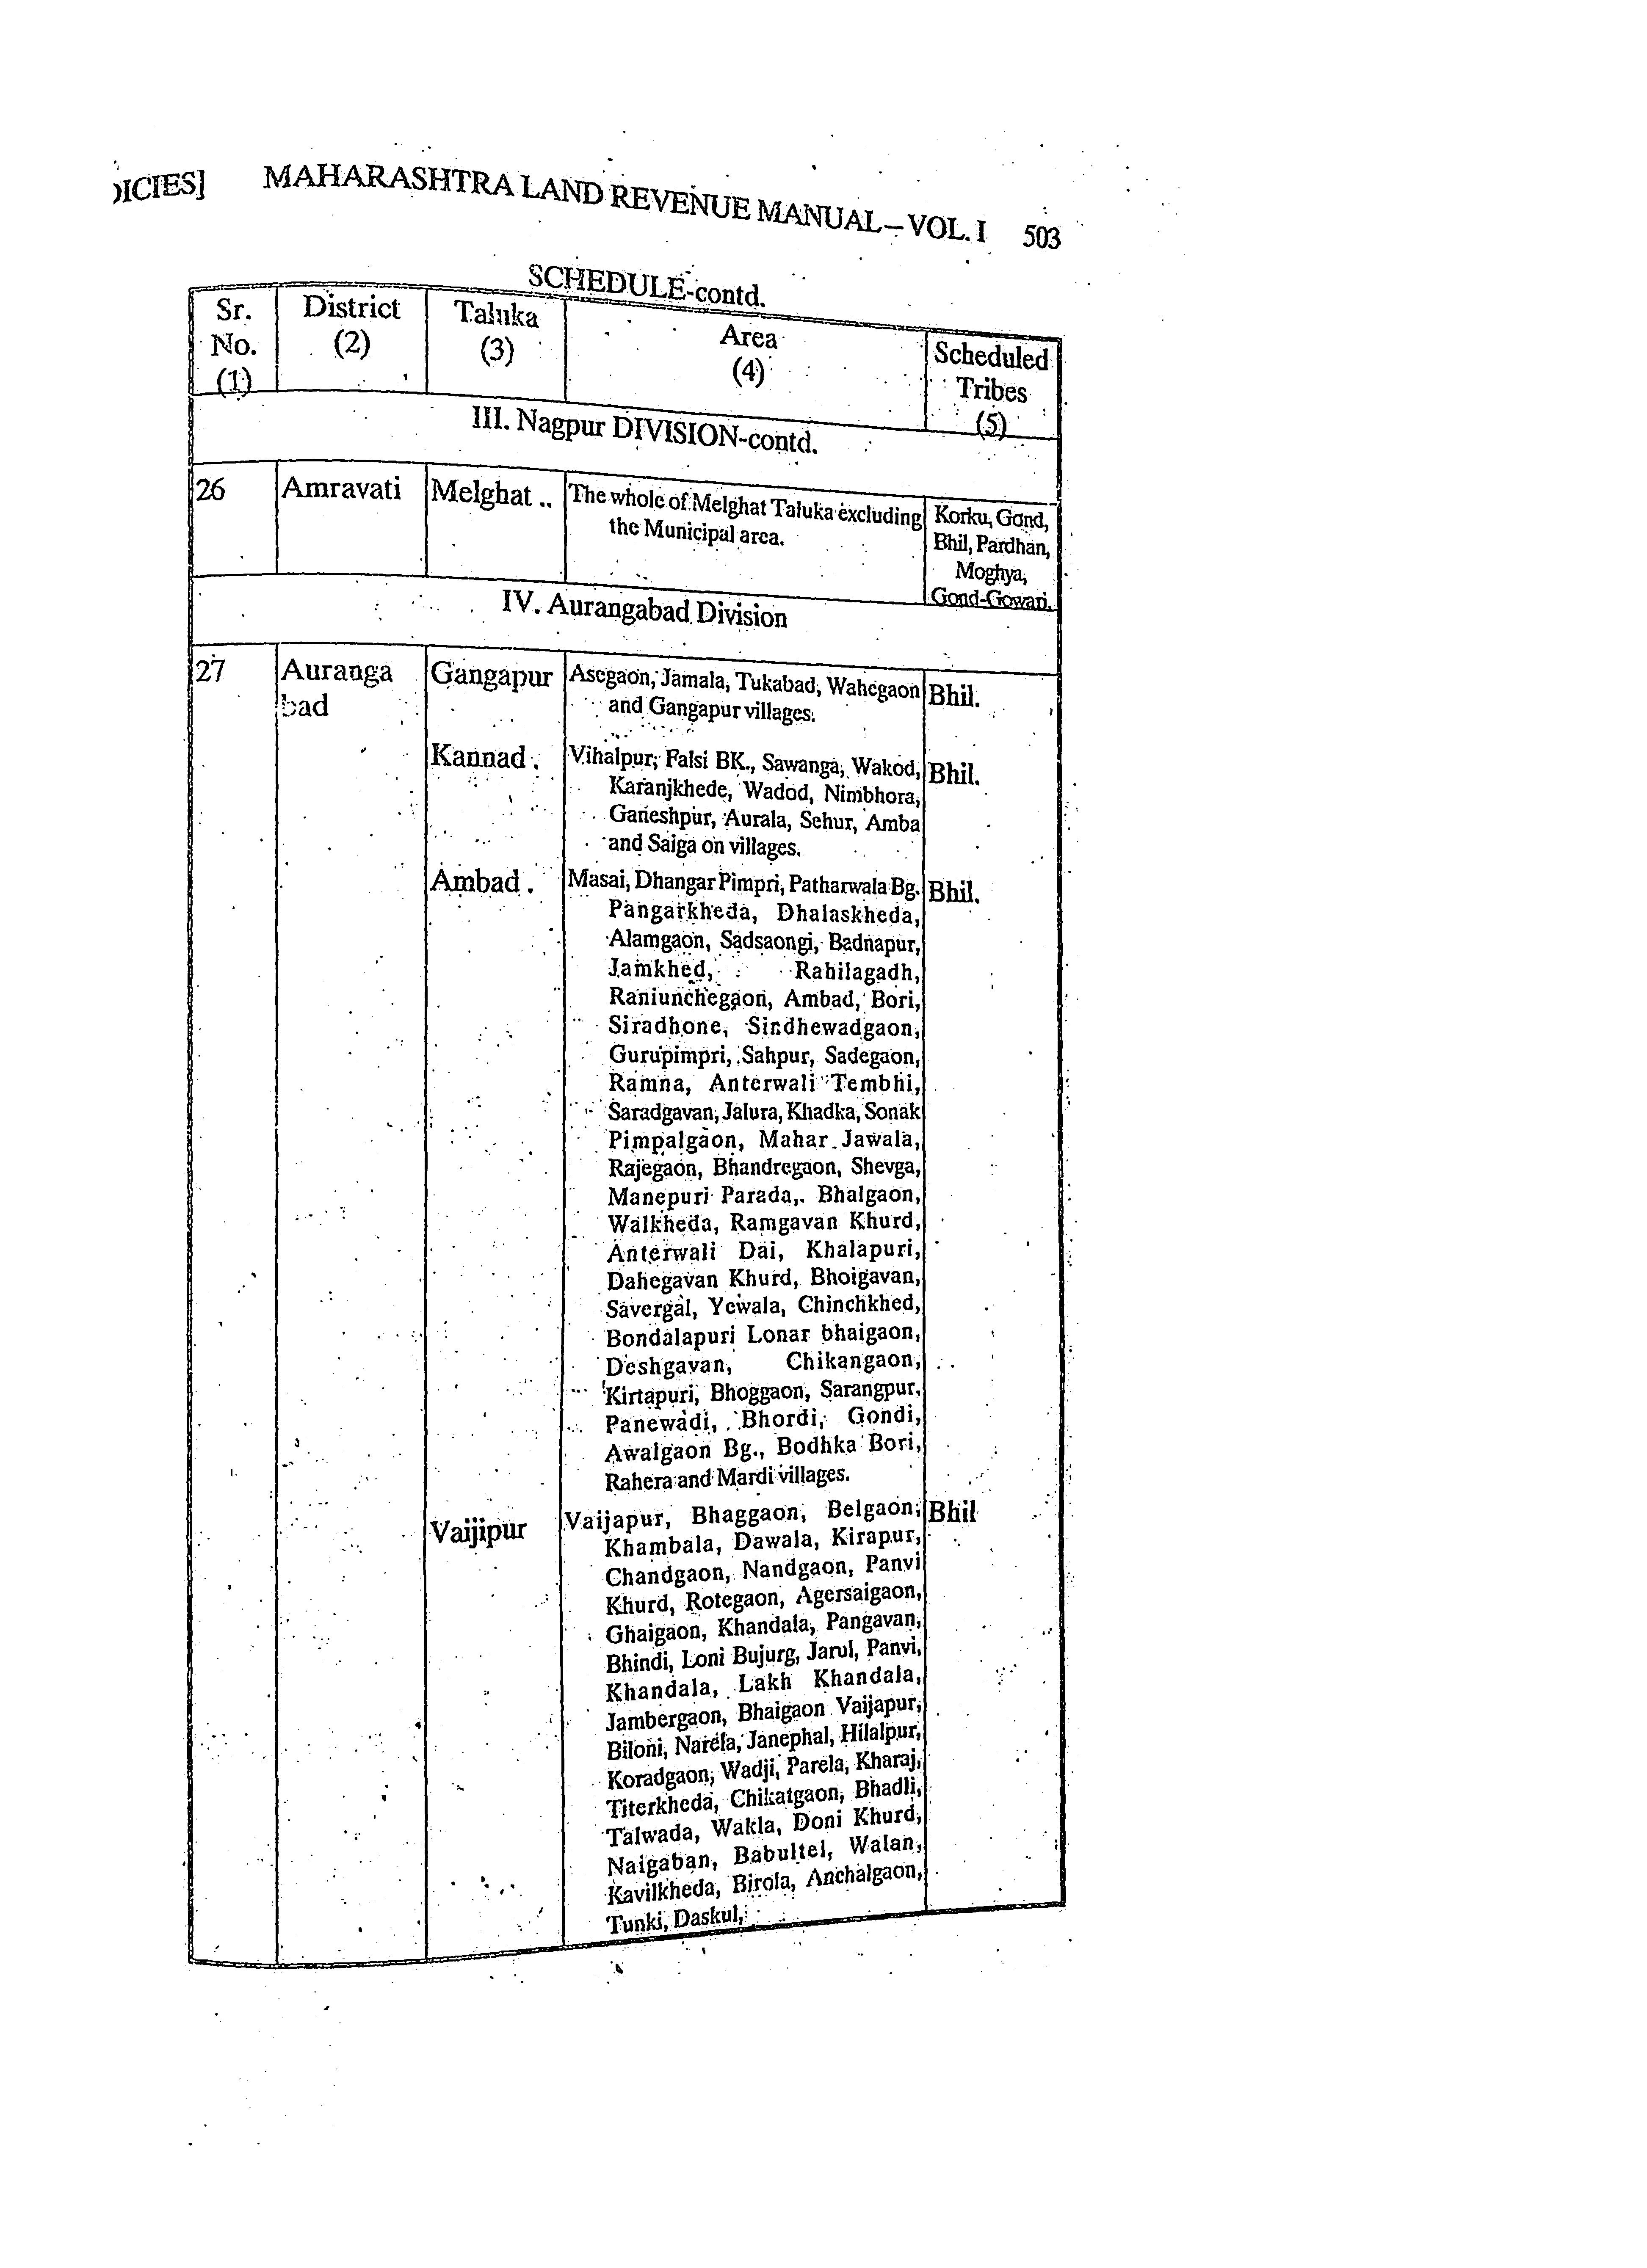 DICIES] MAHARASHTRA LAND REVENUE MANUAL–VOL. I 503
SCHEDULE-contd.
Sr. No. (1) District (2) Taluka (3) Area (4) Scheduled Tribes (5)
III. Nagpur DIVISION-contd.
26 Amravati Melghat .. The whole of Melghat Taluka excluding
the Municipal area.
Korku, Gond,
Bhil, Pardhan,
Moghya,
Gond-Gowari.
IV. Aurangabad Division
27 Auranga
bad
Gangapur Asegaon, Jamala, Tukabad, Wahegaon Bhil.
and Gangapur villages.
Kannad . Vihalpur, Falsi BK., Sawanga, Wakod, Bhil.
Karanjkhede, Wadod, Nimbhora,
Ganeshpur, Aurala, Sehur, Amba
and Saiga on villages.
Ambad . Masai, Dhangar Pimpri, Patharwala Bg. Bhil.
Pangarkheda, Dhalaskheda,
Alamgaon, Sadsaongi, Badnapur,
Jamkhed, Rahilagadh,
Raniunchegaon, Ambad, Bori,
Siradhone, Sindhewadgaon,
Gurupimpri, Sahpur, Sadegaon,
Ramna, Anterwali Tembhi,
Saradgavan, Jalura, Khadka, Sonak
Pimpalgaon, Mahar Jawala,
Rajegaon, Bhandregaon, Shevga,
Manepuri Parada, Bhalgaon,
Walkheda, Ramgavan Khurd,
Anterwali Dai, Khalapuri,
Dahegavan Khurd, Bhoigavan,
Savergal, Yewala, Chinchkhed,
Bondalapuri Lonar bhaigaon,
Deshgavan, Chikangaon,
Kirtapuri, Bhoggaon, Sarangpur,
Panewadi, Bhordi, Gondi,
Awalgaon Bg., Bodhka Bori,
Rahera and Mardi villages.
Vaijipur Vaijapur, Bhaggaon, Belgaon, Bhil
Khambala, Dawala, Kirapur,
Chandgaon, Nandgaon, Panvi
Khurd, Rotegaon, Agersaigaon,
Ghaigaon, Khandala, Pangavan,
Bhindi, Loni Bujurg, Jarul, Panvi,
Khandala, Lakh Khandala,
Jambergaon, Bhaigaon Vaijapur,
Biloni, Narela, Janephal, Hilalpur,
Koradgaon, Wadji, Parela, Kharaj,
Titerkheda, Chikatgaon, Bhadli,
Talwada, Wakla, Doni Khurd,
Naigaban, Babultel, Walan,
Kavilkheda, Birola, Anchalgaon,
Tunki, Daskul,